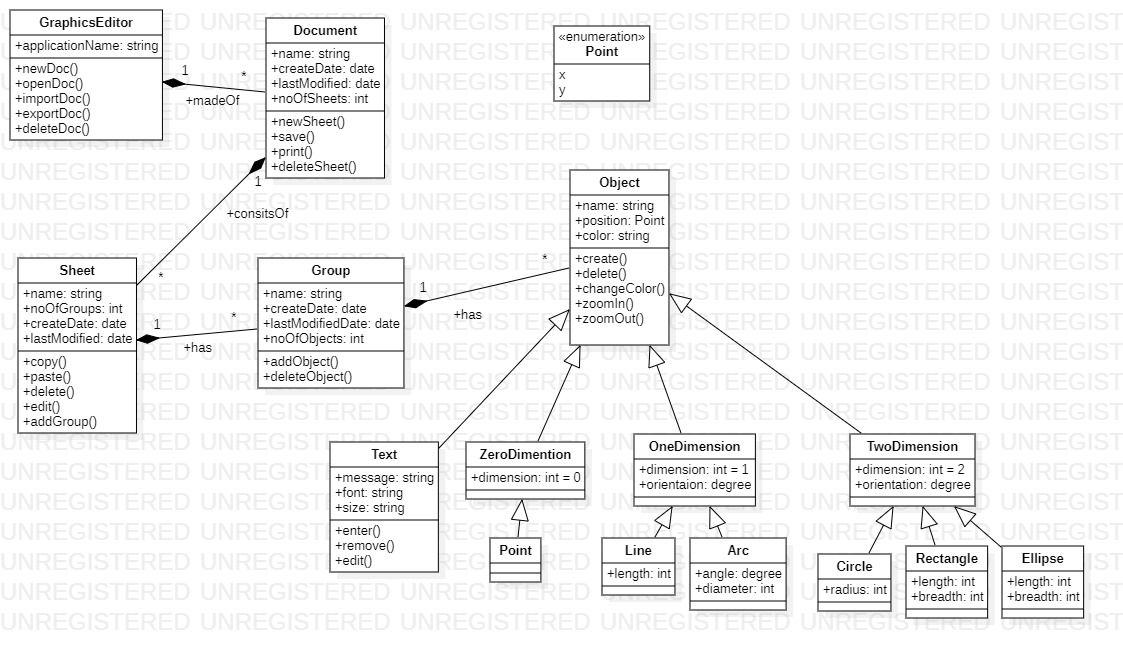 GraphicsEditor
+applicationName: string
+newDoc()
+openDoc()
+importDoc()
+exportDoc()
+deleteDoc()
1
*
+madeOf
Document
+name: string
+createDate: date
+lastModified: date
+noOfSheets: int
+newSheet()
+save()
+print()
+deleteSheet()
«enumeration»
Point
x
y
1
+consitsOf
*
Sheet
+name: string
+noOfGroups: int
+createDate: date
+lastModified: date
+copy()
+paste()
+delete()
+edit()
+addGroup()
1
*
+has
Group
+name: string
+createDate: date
+lastModifiedDate: date
+noOfObjects: int
+addObject()
+deleteObject()
1
*
+has
Object
+name: string
+position: Point
+color: string
+create()
+delete()
+changeColor()
+zoomIn()
+zoomOut()
Text
+message: string
+font: string
+size: string
+enter()
+remove()
+edit()
ZeroDimention
+dimension: int = 0
OneDimension
+dimension: int = 1
+orientaion: degree
TwoDimension
+dimension: int = 2
+orientation: degree
Point
Line
+length: int
Arc
+angle: degree
+diameter: int
Circle
+radius: int
Rectangle
+length: int
+breadth: int
Ellipse
+length: int
+breadth: int
UNREGISTERED